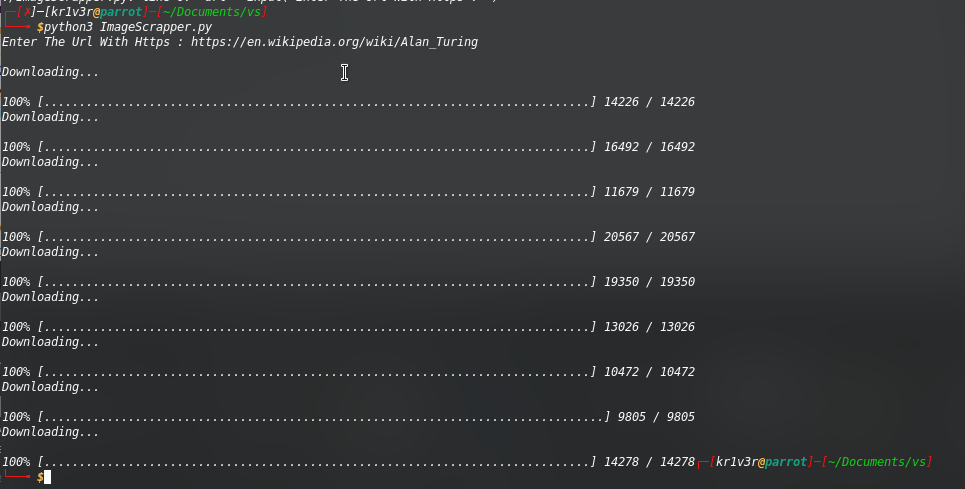 ┌─[✗]─[kr1v3r@parrot]─[~/Documents/vs]
└──╼ $python3 ImageScrapper.py
Enter The Url With Https : https://en.wikipedia.org/wiki/Alan_Turing
Downloading...
100% [..............................................................................] 14226 / 14226
Downloading...
100% [..............................................................................] 16492 / 16492
Downloading...
100% [..............................................................................] 11679 / 11679
Downloading...
100% [..............................................................................] 20567 / 20567
Downloading...
100% [..............................................................................] 19350 / 19350
Downloading...
100% [..............................................................................] 13026 / 13026
Downloading...
100% [..............................................................................] 10472 / 10472
Downloading...
100% [................................................................................] 9805 / 9805
Downloading...
100% [..............................................................................] 14278 / 14278┌─[kr1v3r@parrot]─[~/Documents/vs]
└──╼ $